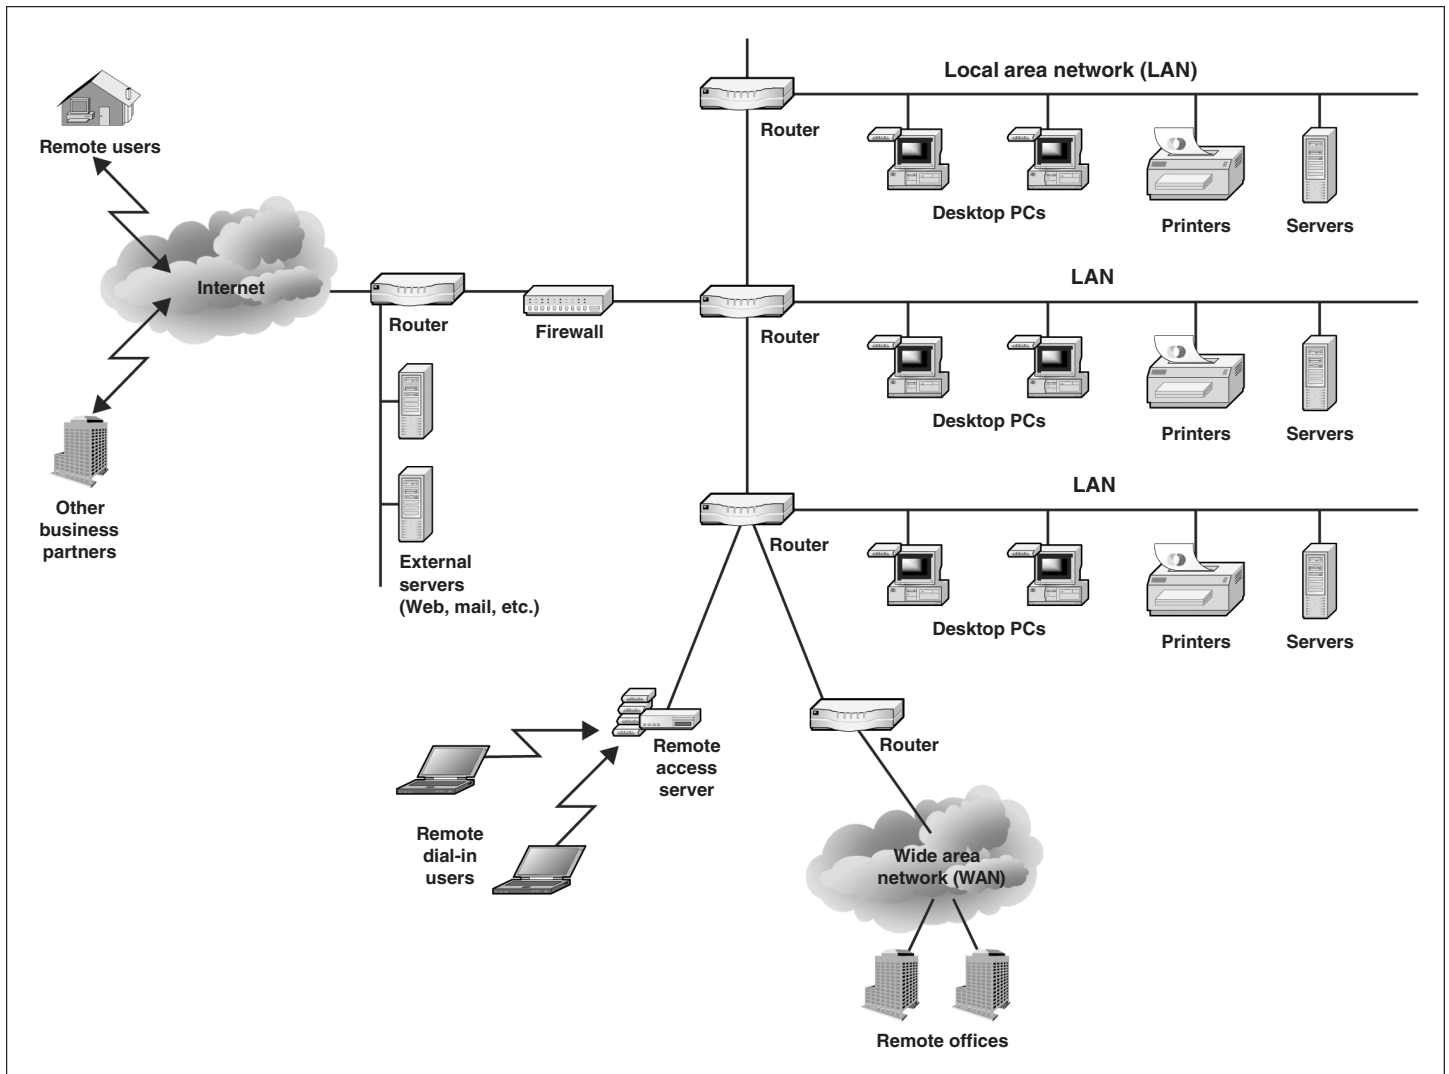 Local area network (LAN)
Router
Remote users
Desktop PCs
Printers
Servers
LAN
Internet
Router
Firewall
Router
Desktop PCs
Printers
Servers
LAN
Other
business
partners
Router
External
servers
(Web, mail, etc.)
Desktop PCs
Printers
Servers
Remote
access
server
Router
Remote
dial-in
users
Wide area
network (WAN)
Remote offices